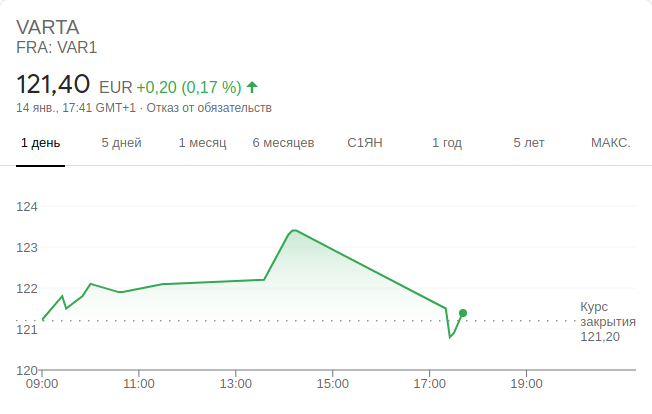 VARTA
FRA: VAR1
121,40 EUR +0,20 (0,17 %)
14 янв., 17:41 GMT+1 · Отказ от обязательств
1 день 5 дней 1 месяц 6 месяцев С1ЯН 1 год 5 лет МАКС.
124
123
122
121
120
Курс
закрытия
121,20
09:00 11:00 13:00 15:00 17:00 19:00